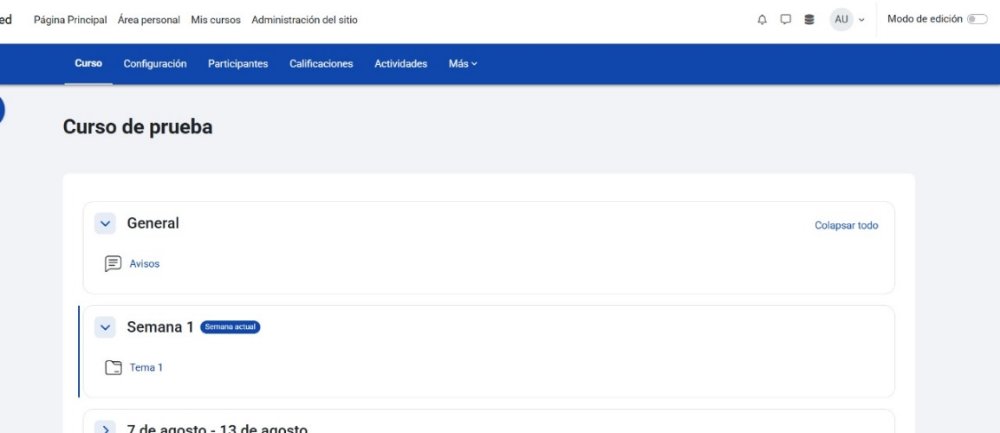 ed Página Principal Área personal Mis cursos Administración del sitio AU Modo de edición
Curso Configuración Participantes Calificaciones Actividades Más
Curso de prueba
General Colapsar todo
Avisos
Semana 1 Semana actual
Tema 1
7 de agosto - 13 de agosto